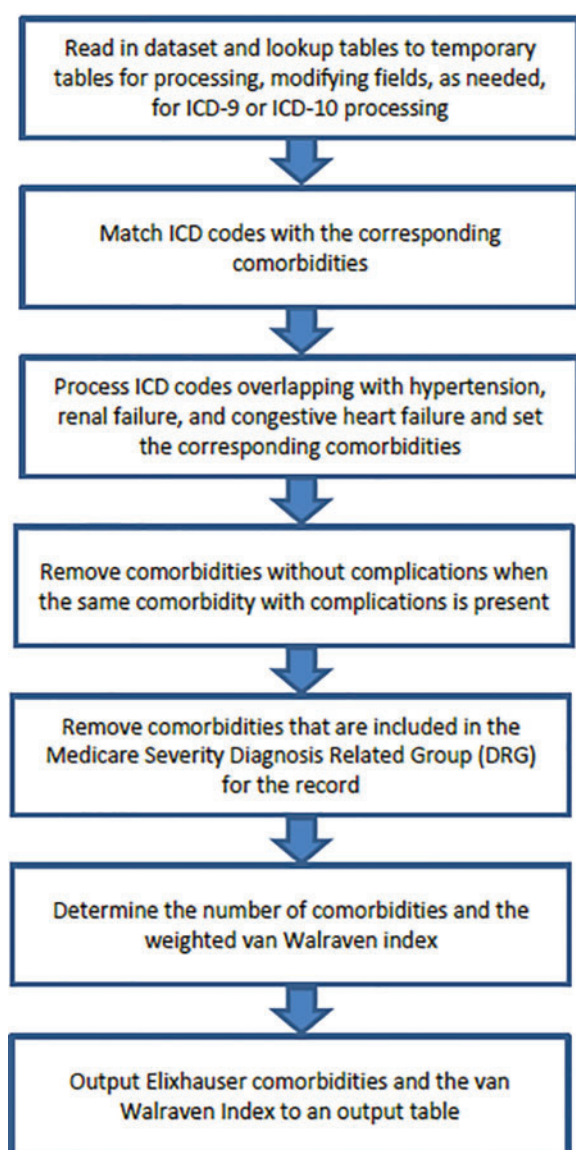 Read in dataset and lookup tables to temporary
tables for processing, modifying fields, as needed,
for ICD-9 or ICD-10 processing
Match ICD codes with the corresponding
comorbidities
Process ICD codes overlapping with hypertension,
renal failure, and congestive heart failure and set
the corresponding comorbidities
Remove comorbidities without complications when
the same comorbidity with complications is present
Remove comorbidities that are included in the
Medicare Severity Diagnosis Related Group (DRG)
for the record
Determine the number of comorbidities and the
weighted van Walraven index
Output Elixhauser comorbidities and the van
Walraven Index to an output table